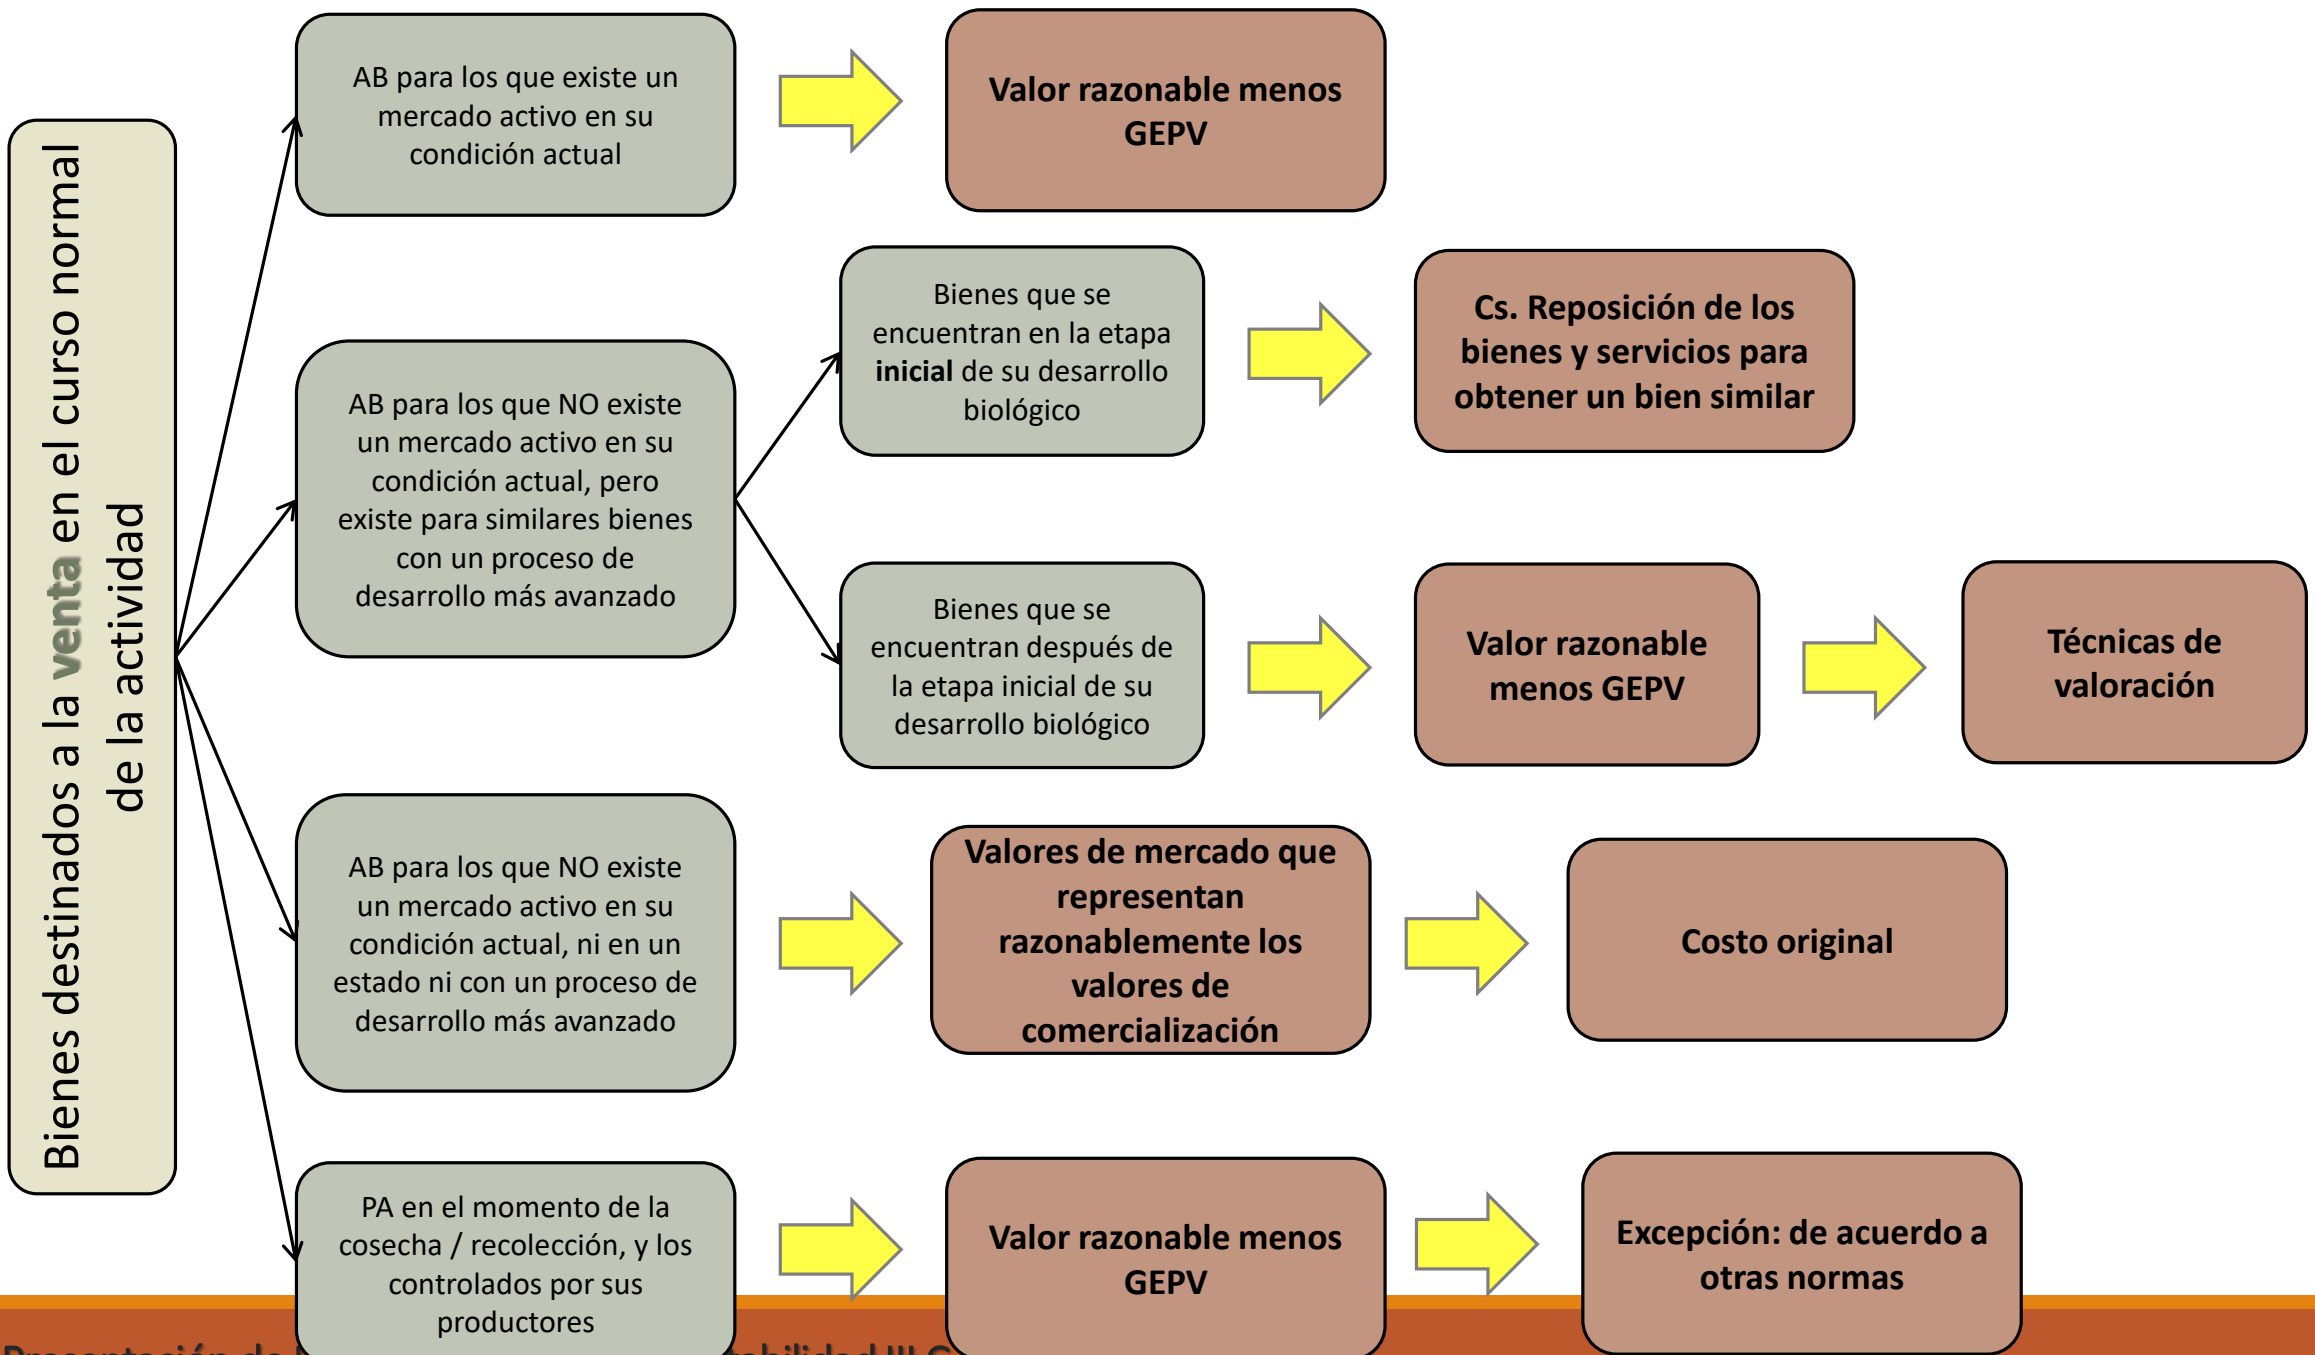 Bienes destinados a la venta en el curso normal
de la actividad
AB para los que existe un
mercado activo en su
condición actual
Valor razonable menos
GEPV
AB para los que NO existe
un mercado activo en su
condición actual, pero
existe para similares bienes
con un proceso de
desarrollo más avanzado
Bienes que se
encuentran en la etapa
inicial de su desarrollo
biológico
Cs. Reposición de los
bienes y servicios para
obtener un bien similar
Bienes que se
encuentran después de
la etapa inicial de su
desarrollo biológico
Valor razonable
menos GEPV
Técnicas de
valoración
AB para los que NO existe
un mercado activo en su
condición actual, ni en un
estado ni con un proceso de
desarrollo más avanzado
Valores de mercado que
representan
razonablemente los
valores de
comercialización
Costo original
PA en el momento de la
cosecha / recolección, y los
controlados por sus
productores
Valor razonable menos
GEPV
Excepción: de acuerdo a
otras normas
Presentación de III